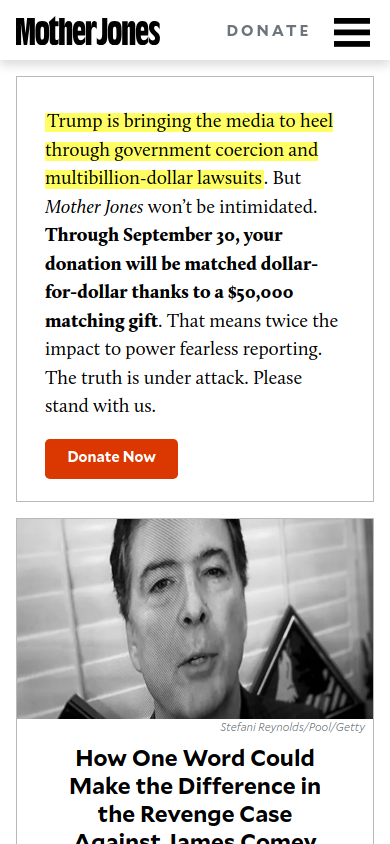 Mother Jones
DONATE
Trump is bringing the media to heel
through government coercion and
multibillion-dollar lawsuits. But
Mother Jones won’t be intimidated.
Through September 30, your
donation will be matched dollar-
for-dollar thanks to a $50,000
matching gift. That means twice the
impact to power fearless reporting.
The truth is under attack. Please
stand with us.
Donate Now
Stefani Reynolds/Pool/Getty
How One Word Could
Make the Difference in
the Revenge Case
Against James Comey